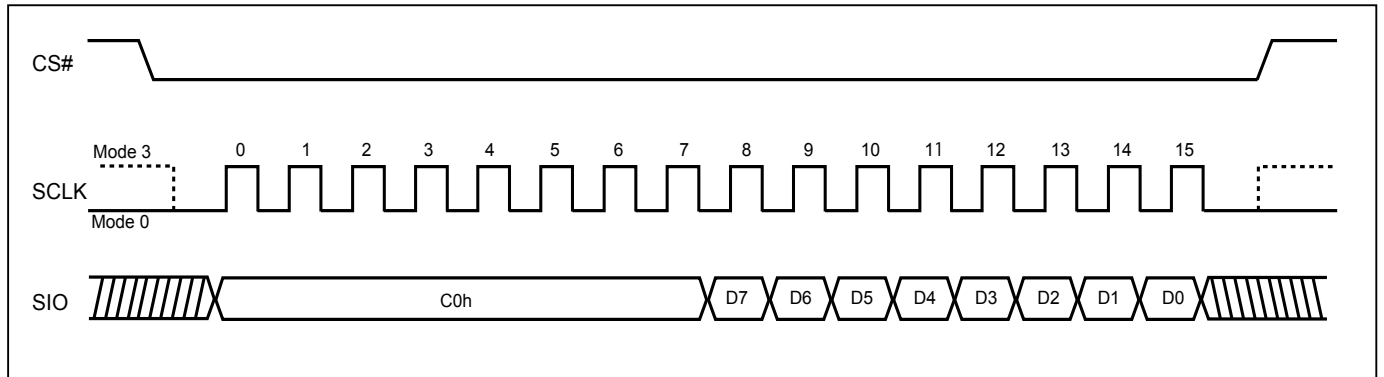 CS#
Mode 3
0 1 2 3 4 5 6 7 8 9 10 11 12 13 14 15
SCLK
Mode 0
SIO C0h D7 D6 D5 D4 D3 D2 D1 D0